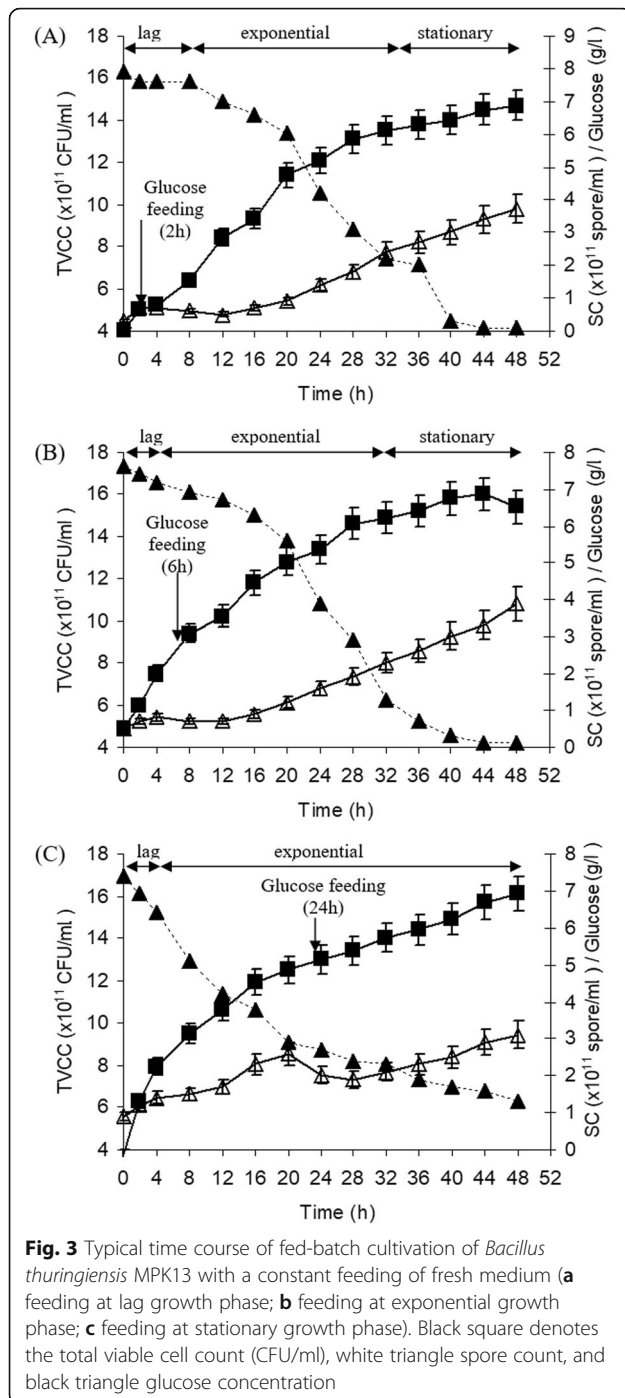 (A)
lag
exponential
stationary
18
16
14
12
10
8
6
4
TVCC (x10¹¹ CFU/ml )
Glucose
feeding
(2h)
9
8
7
6
5
4
3
2
1
0
SC (x10¹¹ spore/ml ) / Glucose (g/l )
0 4 8 12 16 20 24 28 32 36 40 44 48 52
Time (h)
(B)
lag
exponential
stationary
18
16
14
12
10
8
6
4
TVCC (x10¹¹ CFU/ml )
Glucose
feeding
(6h)
8
7
6
5
4
3
2
1
0
SC (x10¹¹ spore/ml ) / Glucose (g/l )
0 4 8 12 16 20 24 28 32 36 40 44 48 52
Time (h)
(C)
lag
exponential
18
16
14
12
10
8
6
4
TVCC (x10¹¹ CFU/ml )
Glucose feeding
(24h)
8
7
6
5
4
3
2
1
0
SC (x10¹¹ spore/ml ) / Glucose (g/l )
0 4 8 12 16 20 24 28 32 36 40 44 48 52
Time (h)
Fig. 3 Typical time course of fed-batch cultivation of Bacillus
thuringiensis MPK13 with a constant feeding of fresh medium (a
feeding at lag growth phase; b feeding at exponential growth
phase; c feeding at stationary growth phase). Black square denotes
the total viable cell count (CFU/ml), white triangle spore count, and
black triangle glucose concentration